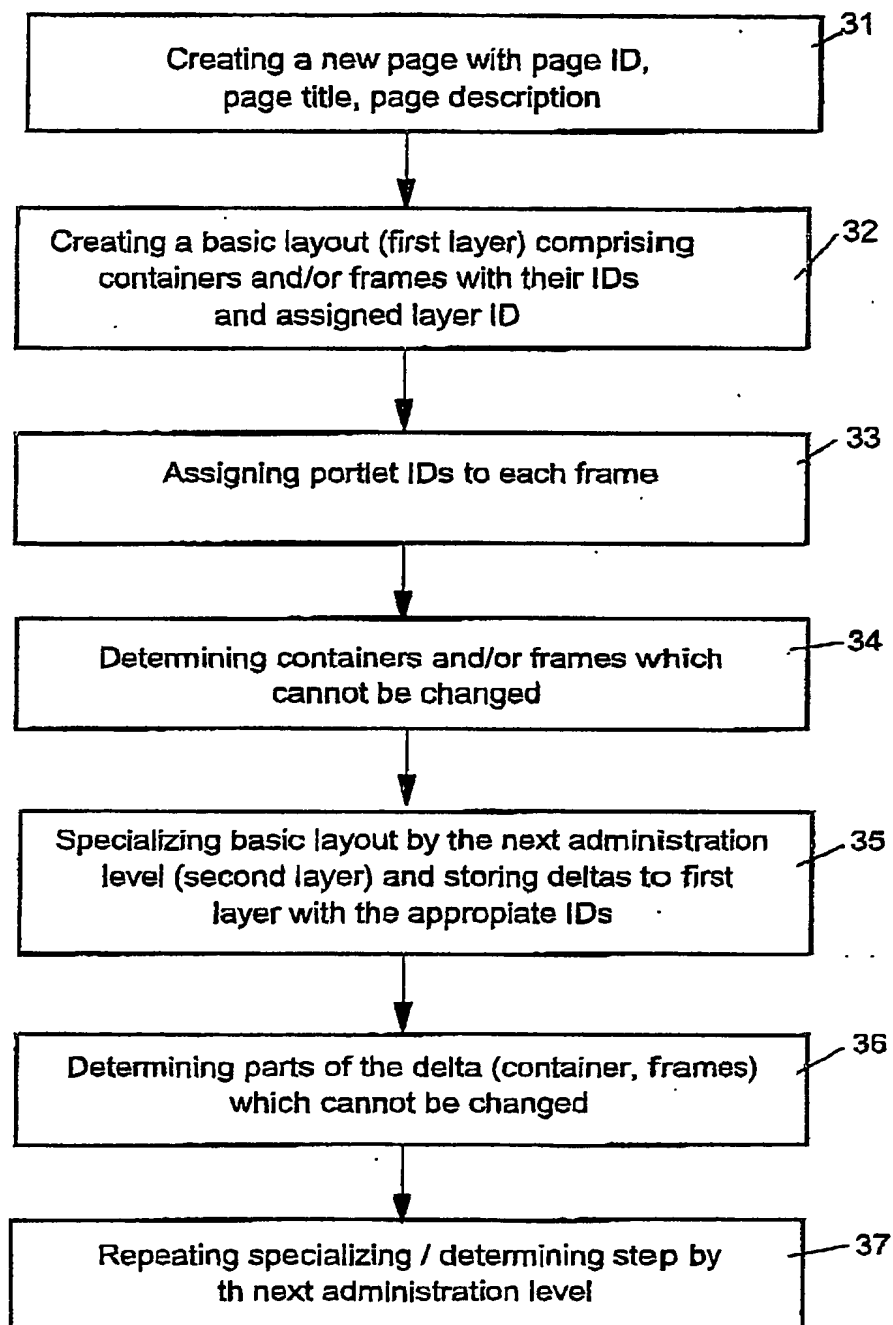 31
Creating a new page with page ID,
page title, page description
32
Creating a basic layout (first layer) comprising
containers and/or frames with their IDs
and assigned layer ID
33
Assigning portlet IDs to each frame
34
Determining containers and/or frames which
cannot be changed
35
Specializing basic layout by the next administration
level (second layer) and storing deltas to first
layer with the appropiate IDs
36
Determining parts of the delta (container, frames)
which cannot be changed
37
Repeating specializing / determining step by
th next administration level